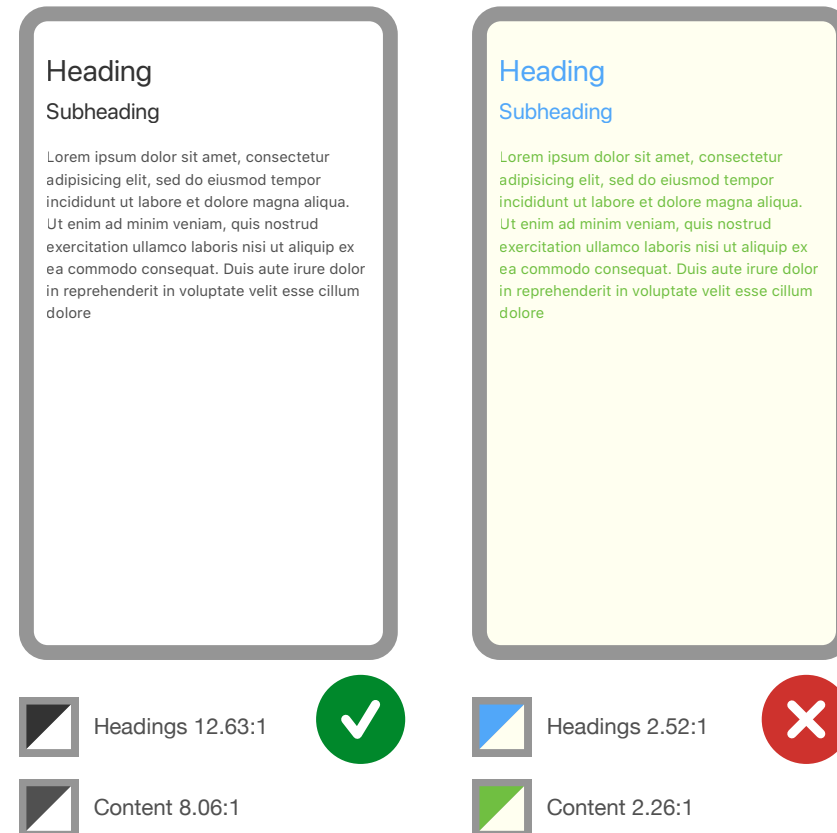 Heading
Subheading
Lorem ipsum dolor sit amet, consectetur
adipisicing elit, sed do eiusmod tempor
incididunt ut labore et dolore magna aliqua.
Ut enim ad minim veniam, quis nostrud
exercitation ullamco laboris nisi ut aliquip ex
ea commodo consequat. Duis aute irure dolor
in reprehenderit in voluptate velit esse cillum
dolore
Headings 12.63:1
Content 8.06:1
Heading
Subheading
Lorem ipsum dolor sit amet, consectetur
adipisicing elit, sed do eiusmod tempor
incididunt ut labore et dolore magna aliqua.
Ut enim ad minim veniam, quis nostrud
exercitation ullamco laboris nisi ut aliquip ex
ea commodo consequat. Duis aute irure dolor
in reprehenderit in voluptate velit esse cillum
dolore
Headings 2.52:1
Content 2.26:1